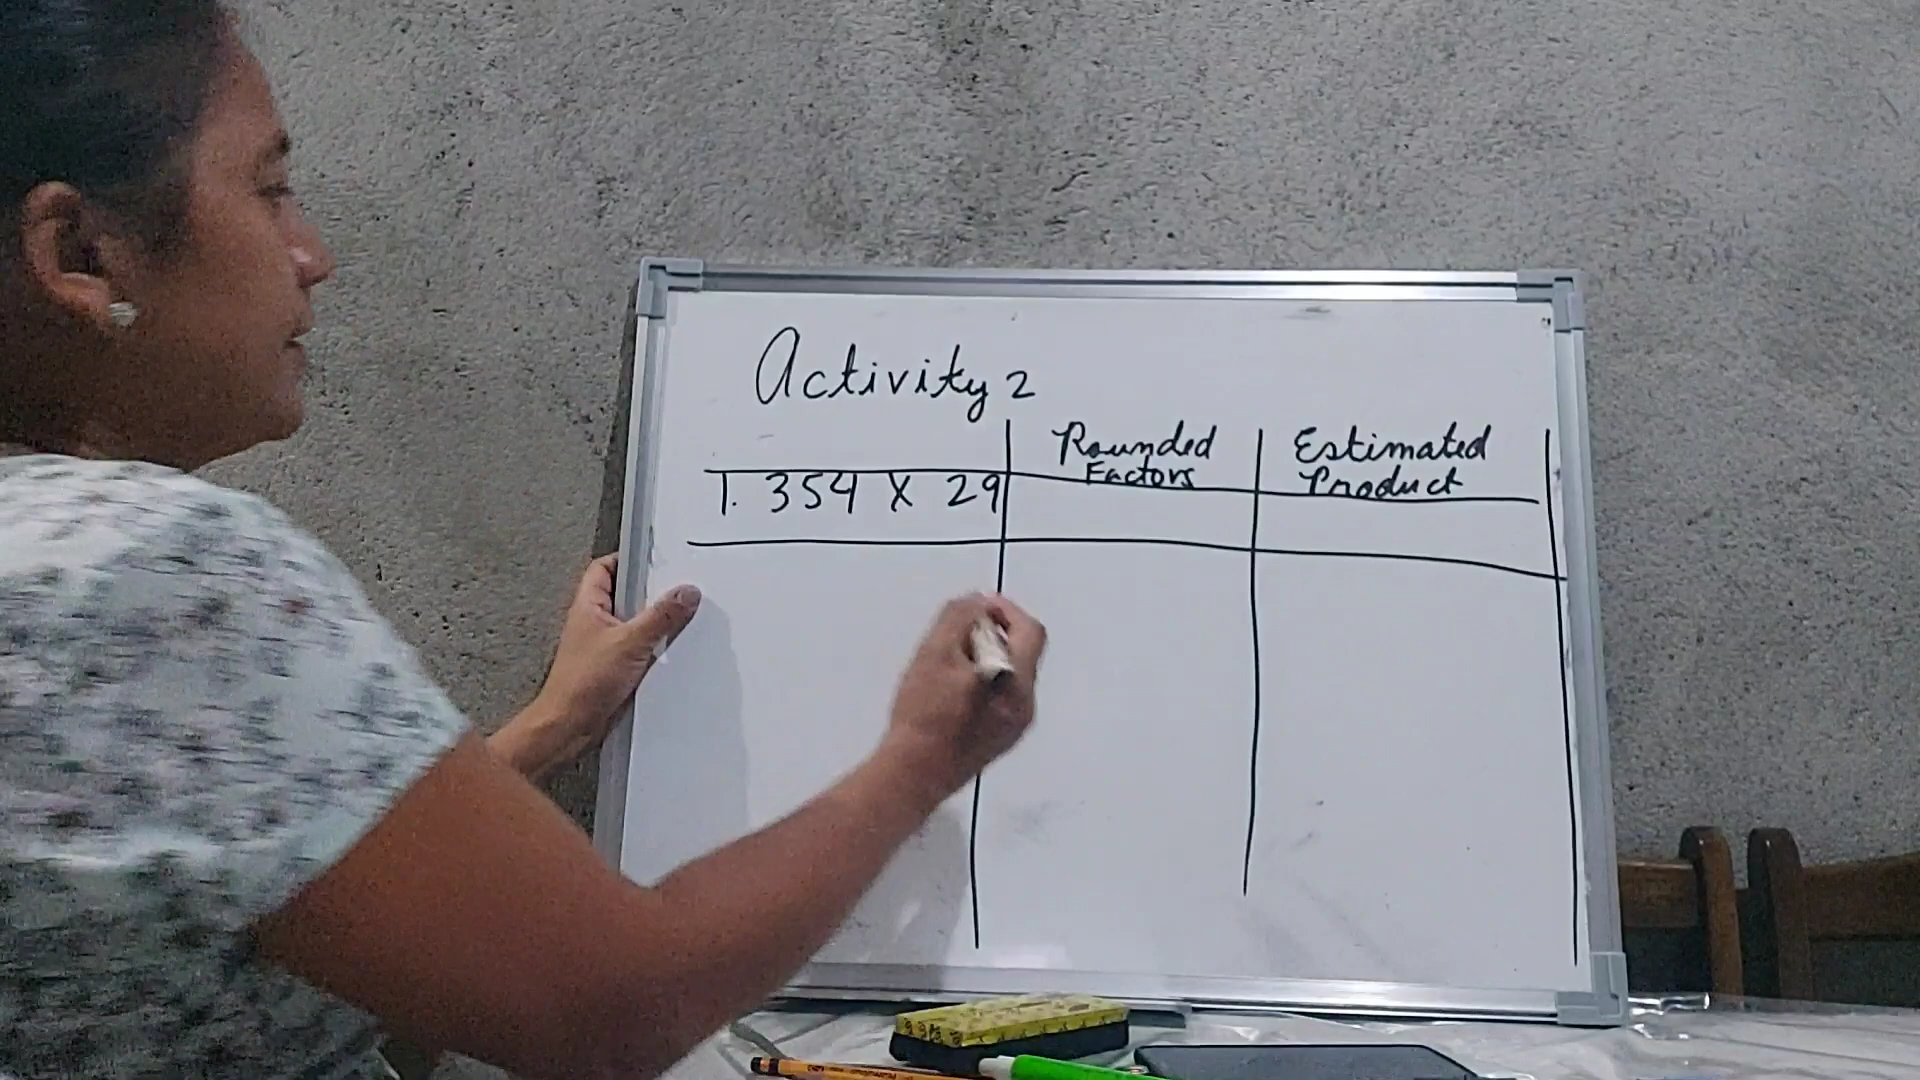 Activity 2
Rounded
Factors
Estimated
Product
1. 354 X 29